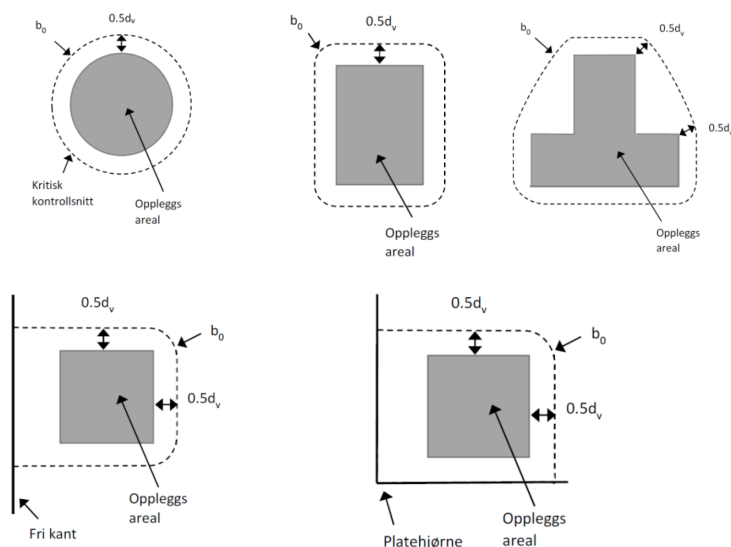 b₀
0.5dᵥ
Kritisk
kontrollsnitt
Oppleggs
areal
b₀
0.5dᵥ
Oppleggs
areal
b₀
0.5dᵥ
0.5dᵥ
Oppleggs
areal
0.5dᵥ
b₀
0.5dᵥ
Oppleggs
areal
Fri kant
0.5dᵥ
b₀
0.5dᵥ
Oppleggs
areal
Platehjørne